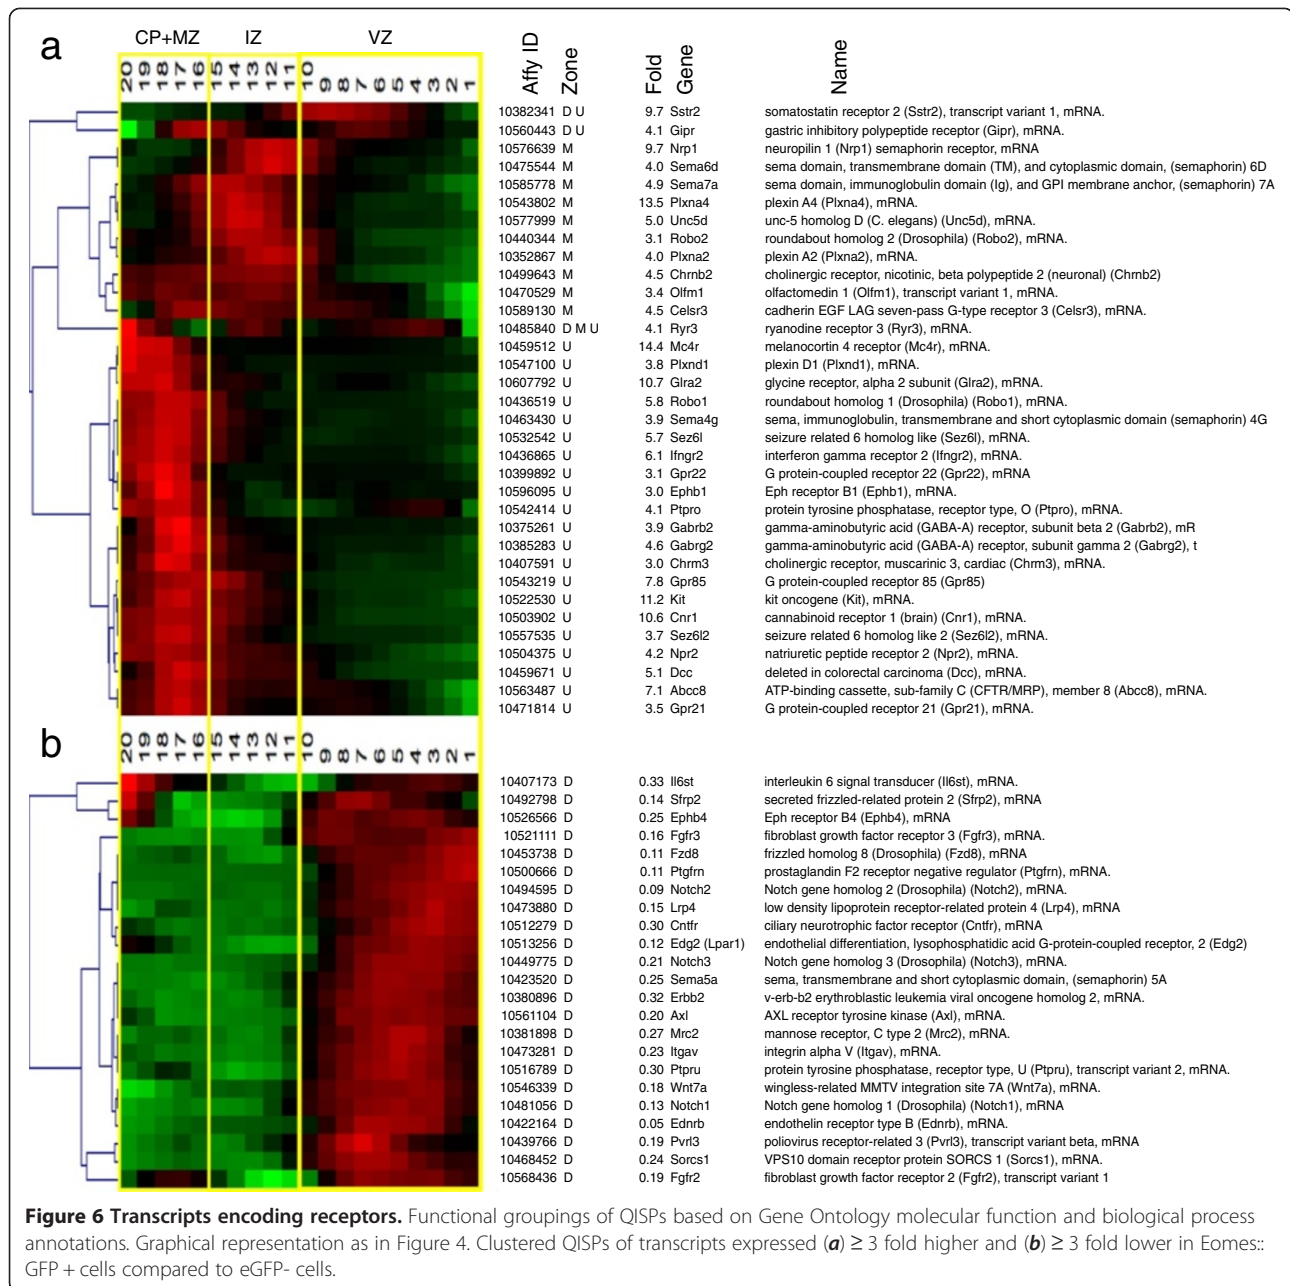 a
CP+MZ IZ VZ
20 19 18 17 16 15 14 13 12 11 10 9 8 7 6 5 4 3 2 1
Affy ID Zone Fold Gene Name
10382341 D U 9.7 Sstr2 somatostatin receptor 2 (Sstr2), transcript variant 1, mRNA.
10560443 D U 4.1 Gipr gastric inhibitory polypeptide receptor (Gipr), mRNA.
10576639 M 9.7 Nrp1 neuropilin 1 (Nrp1) semaphorin receptor, mRNA
10475544 M 4.0 Sema6d sema domain, transmembrane domain (TM), and cytoplasmic domain, (semaphorin) 6D
10585778 M 4.9 Sema7a sema domain, immunoglobulin domain (Ig), and GPI membrane anchor, (semaphorin) 7A
10543802 M 13.5 Plxna4 plexin A4 (Plxna4), mRNA.
10577999 M 5.0 Unc5d unc-5 homolog D (C. elegans) (Unc5d), mRNA.
10440344 M 3.1 Robo2 roundabout homolog 2 (Drosophila) (Robo2), mRNA.
10352867 M 4.0 Plxna2 plexin A2 (Plxna2), mRNA.
10499643 M 4.5 Chrnb2 cholinergic receptor, nicotinic, beta polypeptide 2 (neuronal) (Chrnb2)
10470529 M 3.4 Olfm1 olfactomedin 1 (Olfm1), transcript variant 1, mRNA.
10589130 M 4.5 Celsr3 cadherin EGF LAG seven-pass G-type receptor 3 (Celsr3), mRNA.
10485840 D M U 4.1 Ryr3 ryanodine receptor 3 (Ryr3), mRNA.
10459512 U 14.4 Mc4r melanocortin 4 receptor (Mc4r), mRNA.
10547100 U 3.8 Plxnd1 plexin D1 (Plxnd1), mRNA.
10607792 U 10.7 Glra2 glycine receptor, alpha 2 subunit (Glra2), mRNA.
10436519 U 5.8 Robo1 roundabout homolog 1 (Drosophila) (Robo1), mRNA.
10463430 U 3.9 Sema4g sema, immunoglobulin, transmembrane and short cytoplasmic domain (semaphorin) 4G
10532542 U 5.7 Sez6l seizure related 6 homolog like (Sez6l), mRNA.
10436865 U 6.1 Ifngr2 interferon gamma receptor 2 (Ifngr2), mRNA.
10399892 U 3.1 Gpr22 G protein-coupled receptor 22 (Gpr22), mRNA
10596095 U 3.0 Ephb1 Eph receptor B1 (Ephb1), mRNA.
10542414 U 4.1 Ptpro protein tyrosine phosphatase, receptor type, O (Ptpro), mRNA.
10375261 U 3.9 Gabrb2 gamma-aminobutyric acid (GABA-A) receptor, subunit beta 2 (Gabrb2), mR
10385283 U 4.6 Gabrg2 gamma-aminobutyric acid (GABA-A) receptor, subunit gamma 2 (Gabrg2), t
10407591 U 3.0 Chrm3 cholinergic receptor, muscarinic 3, cardiac (Chrm3), mRNA.
10543219 U 7.8 Gpr85 G protein-coupled receptor 85 (Gpr85)
10522530 U 11.2 Kit kit oncogene (Kit), mRNA.
10503902 U 10.6 Cnr1 cannabinoid receptor 1 (brain) (Cnr1), mRNA.
10557535 U 3.7 Sez6l2 seizure related 6 homolog like 2 (Sez6l2), mRNA.
10504375 U 4.2 Npr2 natriuretic peptide receptor 2 (Npr2), mRNA.
10459671 U 5.1 Dcc deleted in colorectal carcinoma (Dcc), mRNA.
10563487 U 7.1 Abcc8 ATP-binding cassette, sub-family C (CFTR/MRP), member 8 (Abcc8), mRNA.
10471814 U 3.5 Gpr21 G protein-coupled receptor 21 (Gpr21), mRNA.
b
20 19 18 17 16 15 14 13 12 11 10 9 8 7 6 5 4 3 2 1
10407173 D 0.33 Il6st interleukin 6 signal transducer (Il6st), mRNA.
10492798 D 0.14 Sfrp2 secreted frizzled-related protein 2 (Sfrp2), mRNA
10526566 D 0.25 Ephb4 Eph receptor B4 (Ephb4), mRNA
10521111 D 0.16 Fgfr3 fibroblast growth factor receptor 3 (Fgfr3), mRNA.
10453738 D 0.11 Fzd8 frizzled homolog 8 (Drosophila) (Fzd8), mRNA
10500666 D 0.11 Ptgfrn prostaglandin F2 receptor negative regulator (Ptgfrn), mRNA.
10494595 D 0.09 Notch2 Notch gene homolog 2 (Drosophila) (Notch2), mRNA.
10473880 D 0.15 Lrp4 low density lipoprotein receptor-related protein 4 (Lrp4), mRNA
10512279 D 0.30 Cntfr ciliary neurotrophic factor receptor (Cntfr), mRNA
10513256 D 0.12 Edg2 (Lpar1) endothelial differentiation, lysophosphatidic acid G-protein-coupled receptor, 2 (Edg2)
10449775 D 0.21 Notch3 Notch gene homolog 3 (Drosophila) (Notch3), mRNA.
10423520 D 0.25 Sema5a sema, transmembrane and short cytoplasmic domain, (semaphorin) 5A
10380896 D 0.32 Erbb2 v-erb-b2 erythroblastic leukemia viral oncogene homolog 2, mRNA.
10561104 D 0.20 Axl AXL receptor tyrosine kinase (Axl), mRNA.
10381898 D 0.27 Mrc2 mannose receptor, C type 2 (Mrc2), mRNA.
10473281 D 0.23 Itgav integrin alpha V (Itgav), mRNA.
10516789 D 0.30 Ptpru protein tyrosine phosphatase, receptor type, U (Ptpru), transcript variant 2, mRNA.
10546339 D 0.18 Wnt7a wingless-related MMTV integration site 7A (Wnt7a), mRNA.
10481056 D 0.13 Notch1 Notch gene homolog 1 (Drosophila) (Notch1), mRNA
10422164 D 0.05 Ednrb endothelin receptor type B (Ednrb), mRNA.
10439766 D 0.19 Pvrl3 poliovirus receptor-related 3 (Pvrl3), transcript variant beta, mRNA
10468452 D 0.24 Sorcs1 VPS10 domain receptor protein SORCS 1 (Sorcs1), mRNA.
10568436 D 0.19 Fgfr2 fibroblast growth factor receptor 2 (Fgfr2), transcript variant 1
Figure 6 Transcripts encoding receptors. Functional groupings of QISPs based on Gene Ontology molecular function and biological process
annotations. Graphical representation as in Figure 4. Clustered QISPs of transcripts expressed (a) ≥ 3 fold higher and (b) ≥ 3 fold lower in Eomes::
GFP + cells compared to eGFP- cells.